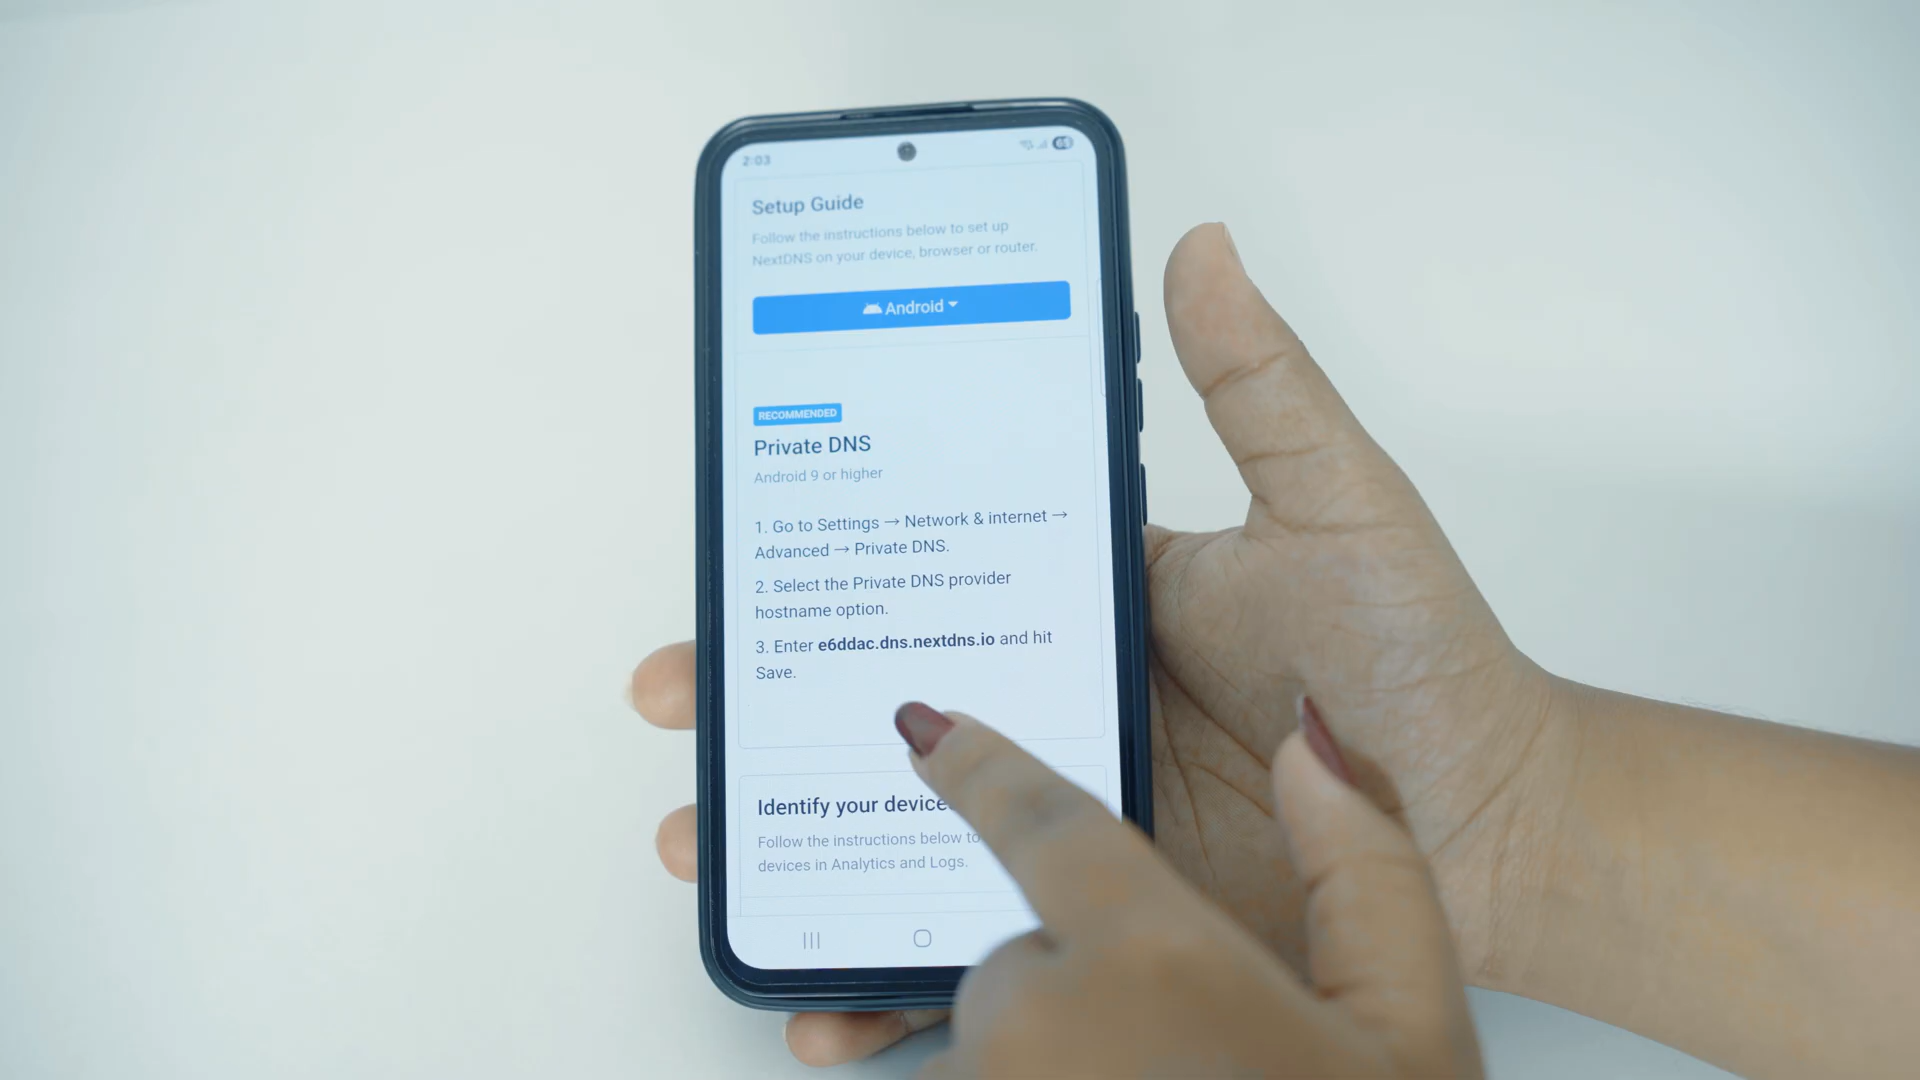 2:03
Setup Guide
Follow the instructions below to set up
NextDNS on your device, browser or router.
Android
RECOMMENDED
Private DNS
Android 9 or higher
1. Go to Settings → Network & internet →
Advanced → Private DNS.
2. Select the Private DNS provider
hostname option.
3. Enter e6ddac.dns.nextdns.io and hit
Save.
Identify your device
Follow the instructions below to
devices in Analytics and Logs.